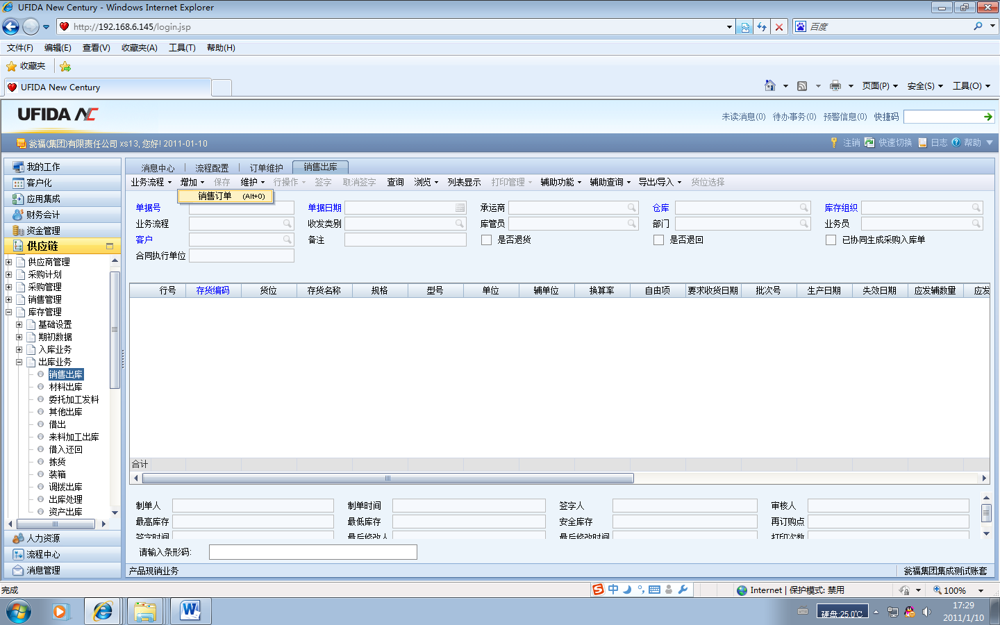 UFIDA New Century - Windows Internet Explorer
http://192.168.6.145/login.jsp
百度
文件(F) 编辑(E) 查看(V) 收藏夹(A) 工具(T) 帮助(H)
收藏夹
UFIDA New Century
页面(P) 安全(S) 工具(O)
UFIDA NC
未读消息(0) 待办事务(0) 预警信息(0) 快捷码
瓮福(集团)有限责任公司 xs13, 您好! 2011-01-10
注销 快速切换 日志 帮助
我的工作
客户化
应用集成
财务会计
资金管理
供应链
供应商管理
采购计划
采购管理
销售管理
库存管理
基础设置
期初数据
入库业务
出库业务
销售出库
材料出库
委托加工发料
其他出库
借出
来料加工出库
借入还回
拣货
装箱
调拨出库
出库处理
资产出库
人力资源
流程中心
消息管理
消息中心 流程配置 订单维护 销售出库
业务流程 增加 保存 维护 行操作 签字 取消签字 查询 浏览 列表显示 打印管理 辅助功能 辅助查询 导出/导入 货位选择
销售订单 (Alt+0)
单据号 单据日期 承运商 仓库 库存组织
业务流程 收发类别 库管员 部门 业务员
客户 备注 是否退货 是否退回 已协同生成采购入库单
合同执行单位
行号 存货编码 货位 存货名称 规格 型号 单位 辅单位 换算率 自由项 要求收货日期 批次号 生产日期 失效日期 应发辅数量 应发
合计
制单人 制单时间 签字人 审核人
最高库存 最低库存 安全库存 再订购点
签字时间 最后修改人 最后修改时间 打印次数
请输入条形码:
产品现销业务 瓮福集团集成测试账套
完成
中
Internet | 保护模式: 禁用
100%
硬盘:25.0℃
17:29
2011/1/10